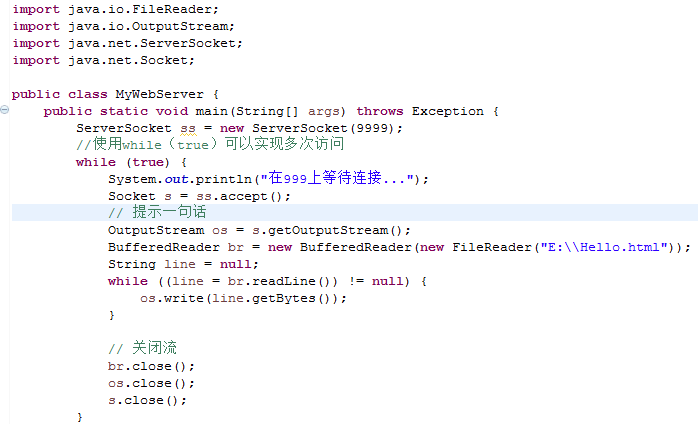 import java.io.FileReader;
import java.io.OutputStream;
import java.net.ServerSocket;
import java.net.Socket;
public class MyWebServer {
public static void main(String[] args) throws Exception {
ServerSocket ss = new ServerSocket(9999);
//使用while（true）可以实现多次访问
while (true) {
System.out.println("在999上等待连接...");
Socket s = ss.accept();
// 提示一句话
OutputStream os = s.getOutputStream();
BufferedReader br = new BufferedReader(new FileReader("E:\\Hello.html"));
String line = null;
while ((line = br.readLine()) != null) {
os.write(line.getBytes());
}
// 关闭流
br.close();
os.close();
s.close();
}